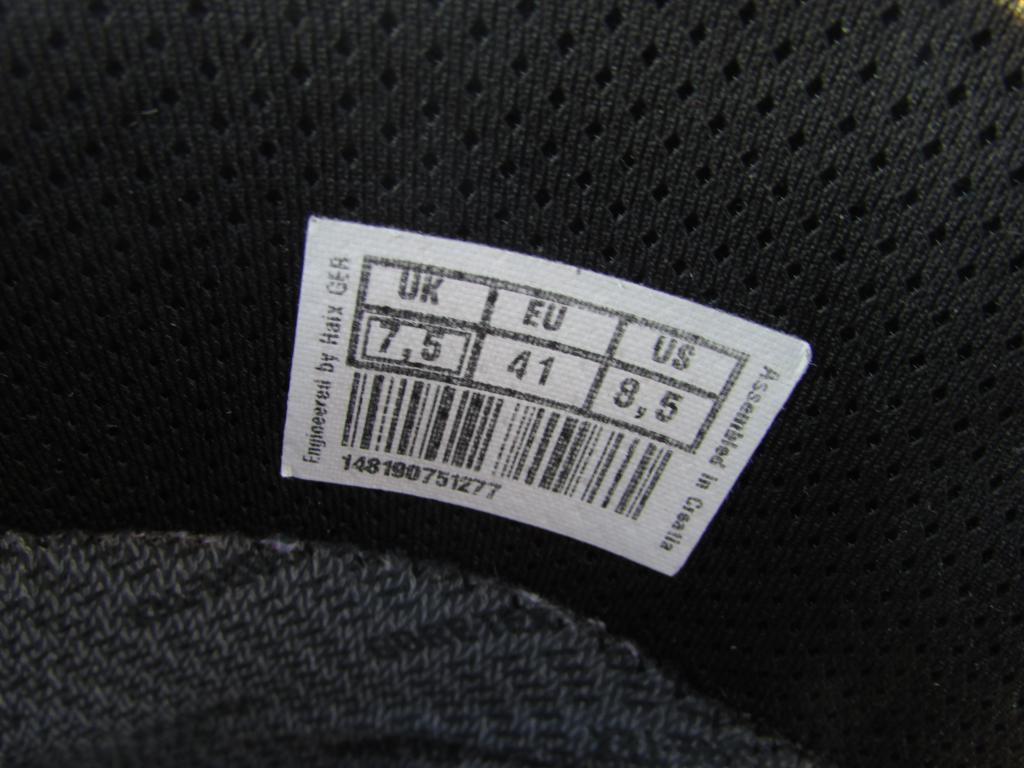 Engineered by Haix GER
UK EU US
7,5 41 8,5
148190751277
Assembled in Croatia